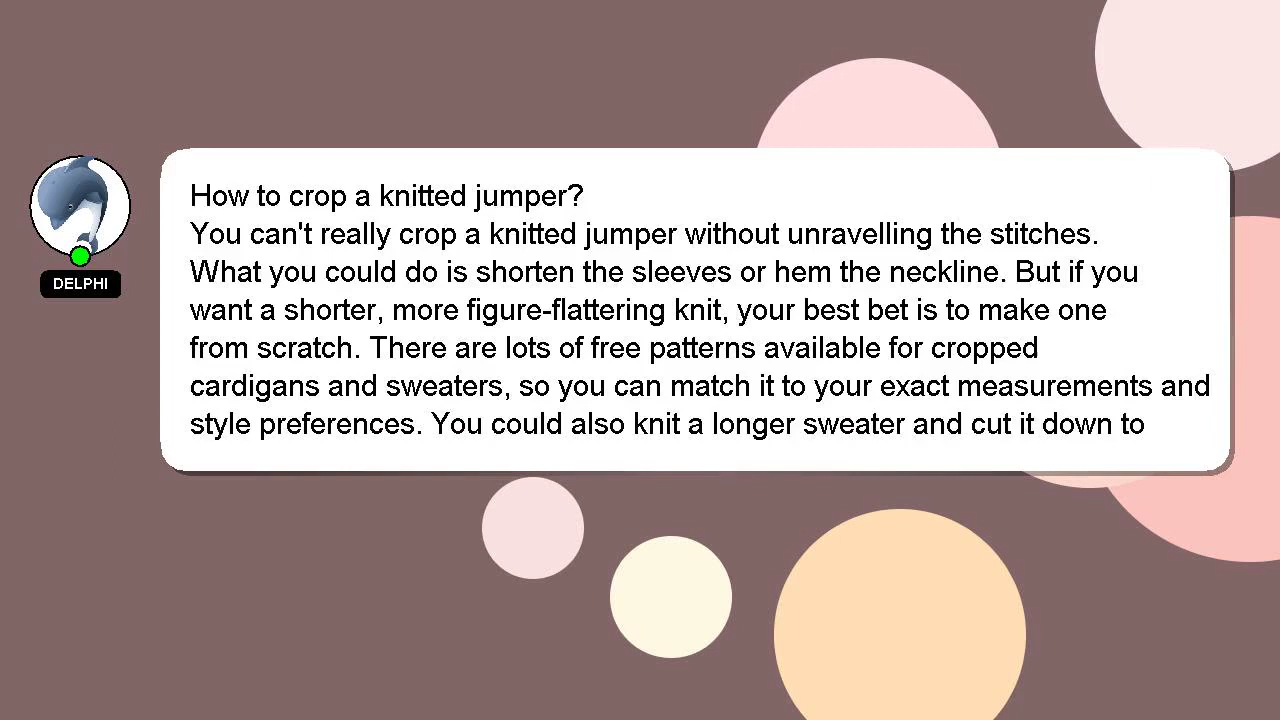 DELPHI
How to crop a knitted jumper?
You can't really crop a knitted jumper without unravelling the stitches.
What you could do is shorten the sleeves or hem the neckline. But if you
want a shorter, more figure-flattering knit, your best bet is to make one
from scratch. There are lots of free patterns available for cropped
cardigans and sweaters, so you can match it to your exact measurements and
style preferences. You could also knit a longer sweater and cut it down to